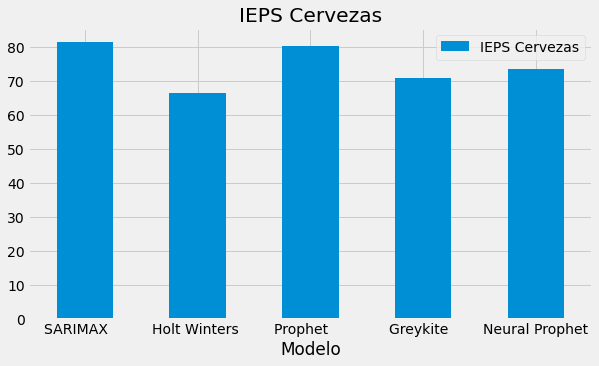 IEPS Cervezas
IEPS Cervezas
80
70
60
50
40
30
20
10
0
SARIMAX Holt Winters Prophet Greykite Neural Prophet
Modelo